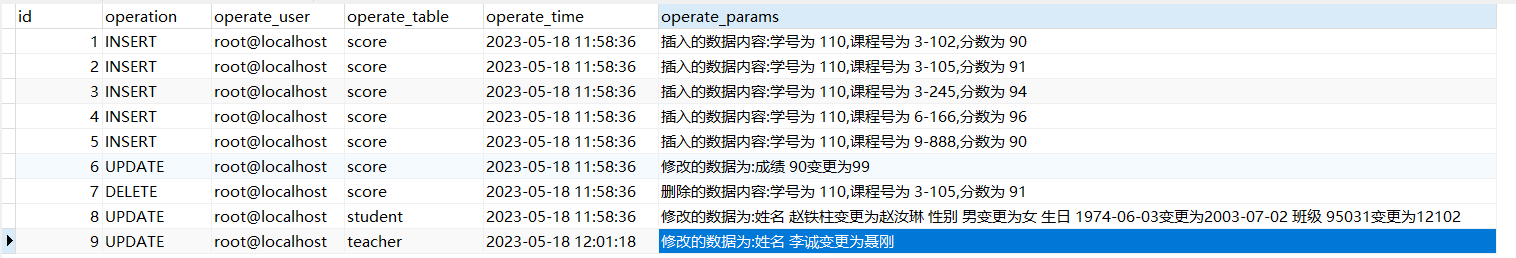 id operation operate_user operate_table operate_time operate_params
1 INSERT root@localhost score 2023-05-18 11:58:36 插入的数据内容:学号为 110,课程号为 3-102,分数为 90
2 INSERT root@localhost score 2023-05-18 11:58:36 插入的数据内容:学号为 110,课程号为 3-105,分数为 91
3 INSERT root@localhost score 2023-05-18 11:58:36 插入的数据内容:学号为 110,课程号为 3-245,分数为 94
4 INSERT root@localhost score 2023-05-18 11:58:36 插入的数据内容:学号为 110,课程号为 6-166,分数为 96
5 INSERT root@localhost score 2023-05-18 11:58:36 插入的数据内容:学号为 110,课程号为 9-888,分数为 90
6 UPDATE root@localhost score 2023-05-18 11:58:36 修改的数据为:成绩 90变更为99
7 DELETE root@localhost score 2023-05-18 11:58:36 删除的数据内容:学号为 110,课程号为 3-105,分数为 91
8 UPDATE root@localhost student 2023-05-18 11:58:36 修改的数据为:姓名 赵铁柱变更为赵汝琳 性别 男变更为女 生日 1974-06-03变更为2003-07-02 班级 95031变更为12102
9 UPDATE root@localhost teacher 2023-05-18 12:01:18 修改的数据为:姓名 李诚变更为聂刚